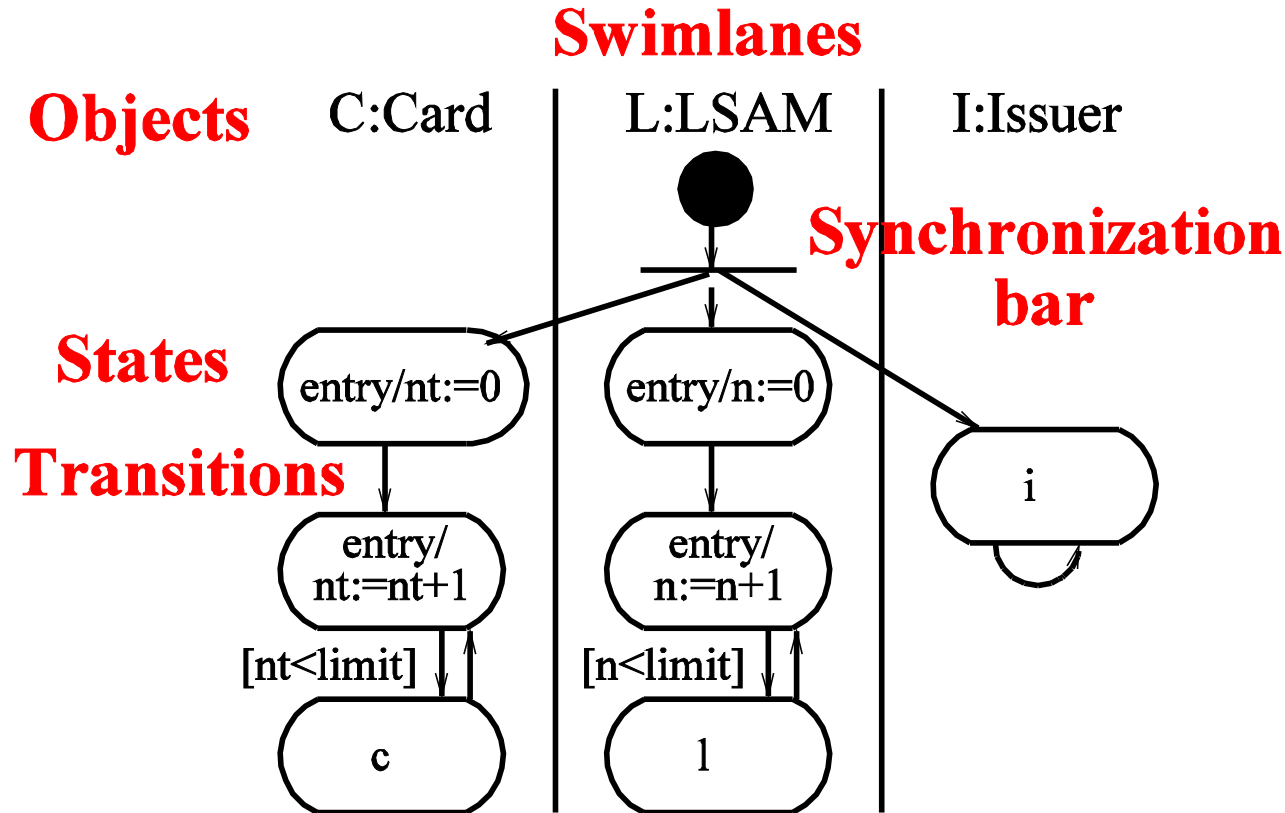 Swimlanes
Objects
C:Card
L:LSAM
I:Issuer
Synchronization
bar
States
entry/nt:=0
entry/n:=0
Transitions
i
entry/
nt:=nt+1
entry/
n:=n+1
[nt<limit]
[n<limit]
c
l